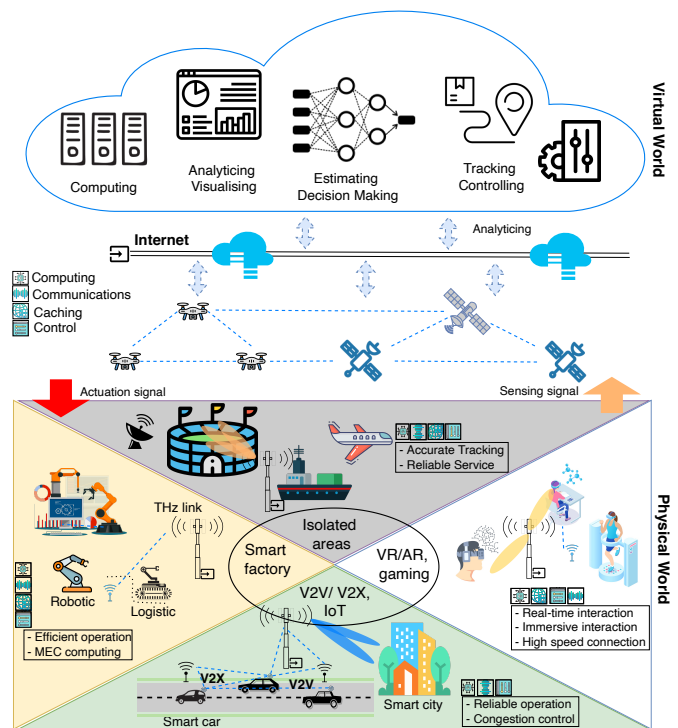 Virtual World
Computing
Analyticing
Visualising
Estimating
Decision Making
Tracking
Controlling
Internet
Analyticing
Computing
Communications
Caching
Control
Actuation signal
Sensing signal
- Accurate Tracking
- Reliable Service
THz link
Isolated
areas
Smart
factory
VR/AR,
gaming
V2V/ V2X,
IoT
Physical World
Robotic
Logistic
- Efficient operation
- MEC computing
- Real-time interaction
- Immersive interaction
- High speed connection
V2X
V2V
Smart car
Smart city
- Reliable operation
- Congestion control